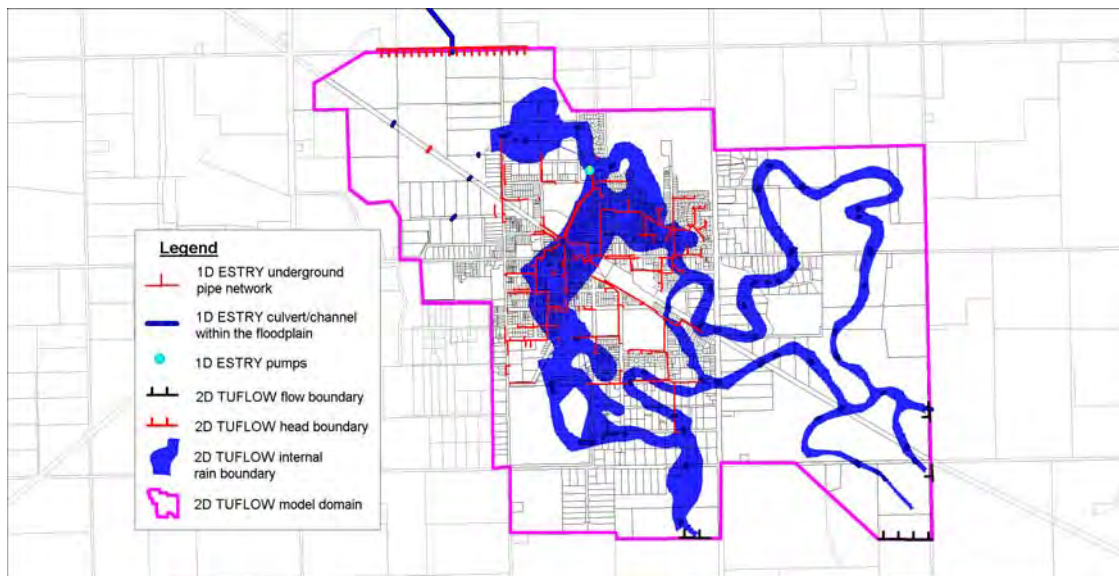 Legend
1D ESTRY underground
pipe network
1D ESTRY culvert/channel
within the floodplain
1D ESTRY pumps
2D TUFLOW flow boundary
2D TUFLOW head boundary
2D TUFLOW internal
rain boundary
2D TUFLOW model domain